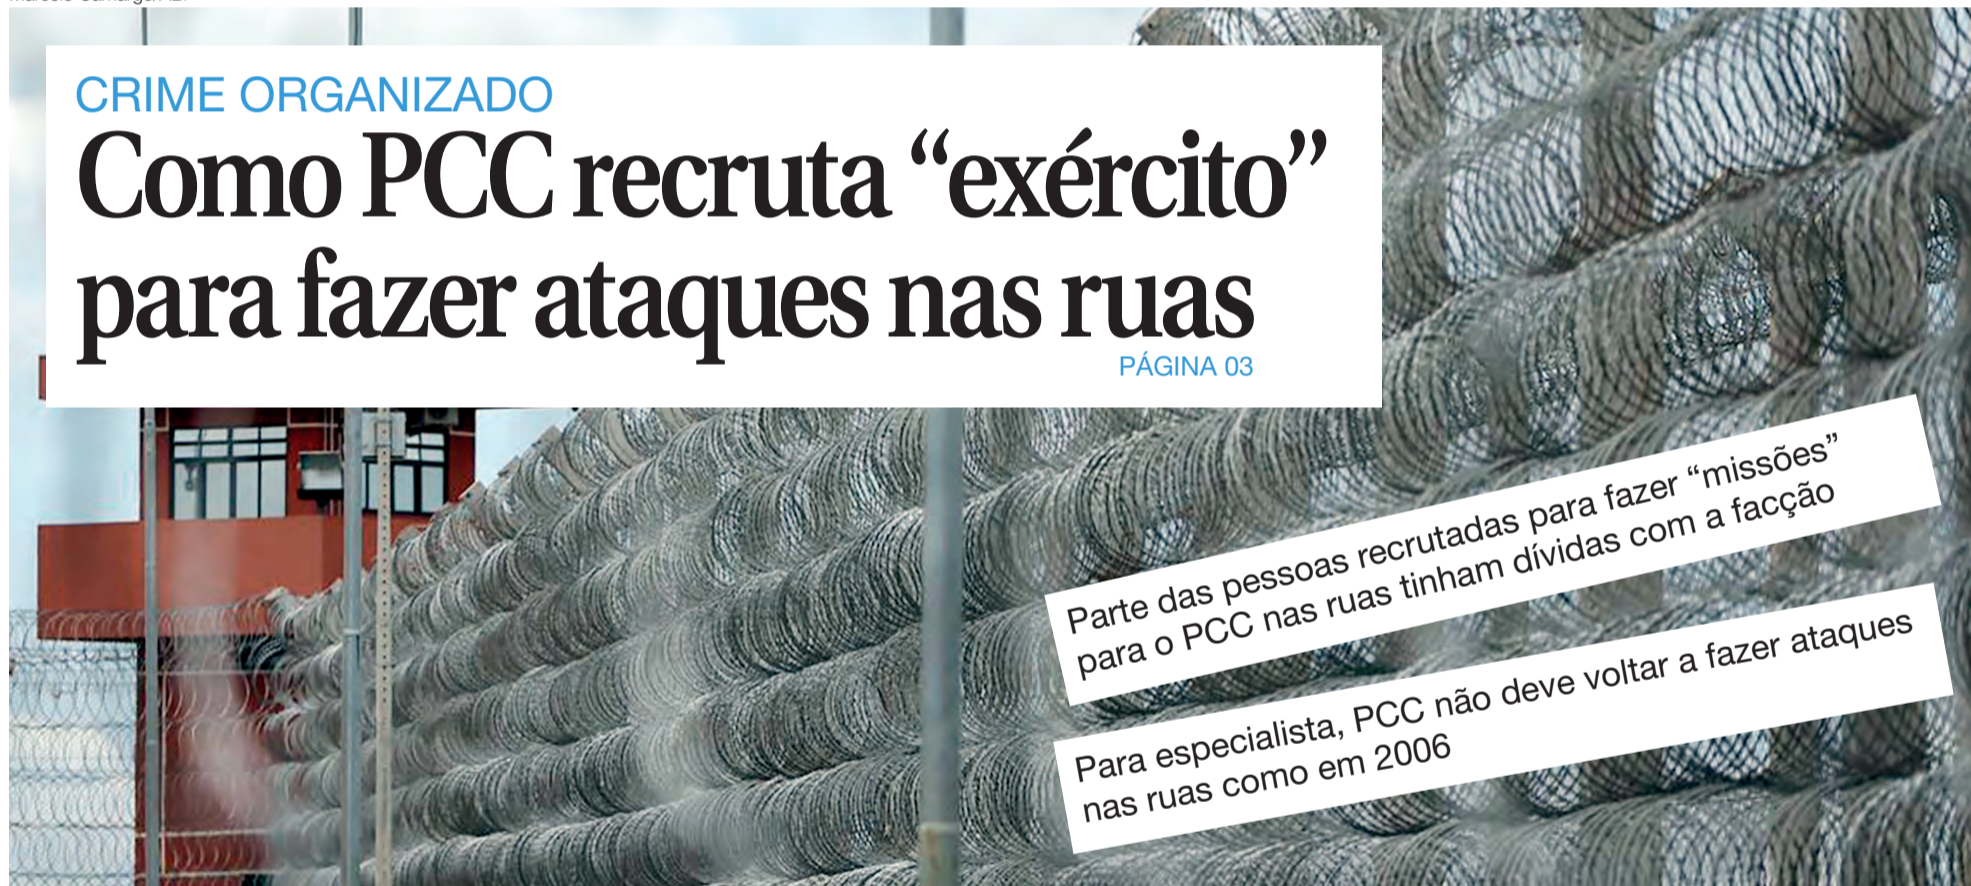 CRIME ORGANIZADO
Como PCC recruta “exército”
para fazer ataques nas ruas
PÁGINA 03
Parte das pessoas recrutadas para fazer “missões”
para o PCC nas ruas tinham dívidas com a facção
Para especialista, PCC não deve voltar a fazer ataques
nas ruas como em 2006